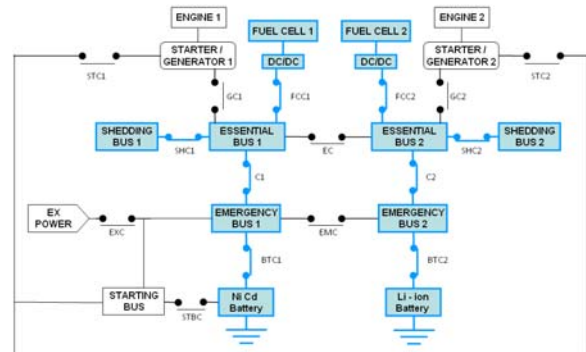 ENGINE 1
FUEL CELL 1
FUEL CELL 2
ENGINE 2
STARTER /
GENERATOR 1
DC/DC
DC/DC
STARTER /
GENERATOR 2
STC1
STC2
GC1
FCC1
FCC2
GC2
SHEDDING
BUS 1
ESSENTIAL
BUS 1
ESSENTIAL
BUS 2
SHEDDING
BUS 2
SHC1
EC
SHC2
C1
C2
EX
POWER
EMERGENCY
BUS 1
EMERGENCY
BUS 2
EXC
EMC
BTC1
BTC2
STARTING
BUS
Ni Cd
Battery
Li - Ion
Battery
STBC